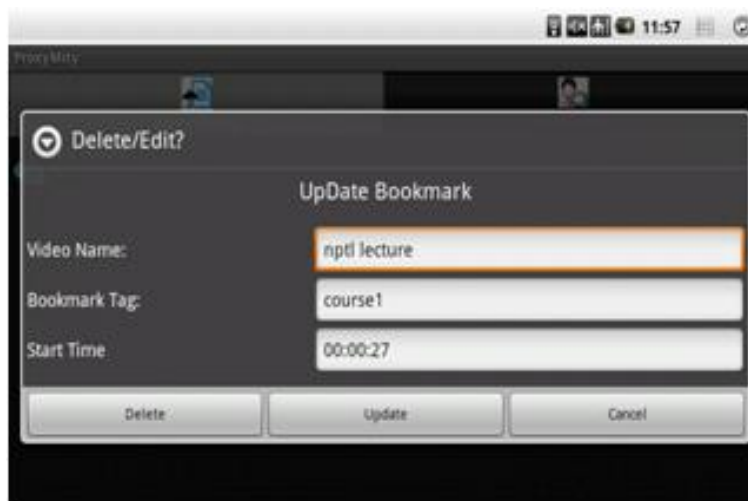 11:57
ProxyMity
Delete/Edit?
UpDate Bookmark
Video Name: nptl lecture
Bookmark Tag: course1
Start Time 00:00:27
Delete Update Cancel